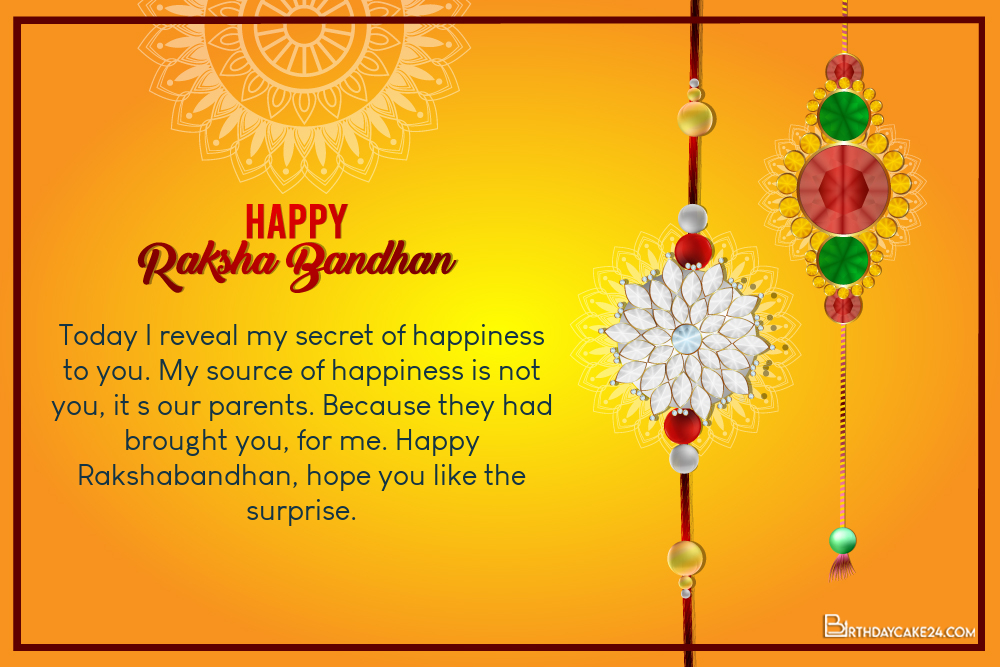 HAPPY
Raksha Bandhan
Today I reveal my secret of happiness
to you. My source of happiness is not
you, it s our parents. Because they had
brought you, for me. Happy
Rakshabandhan, hope you like the
surprise.
BIRTHDAYCAKE24.COM